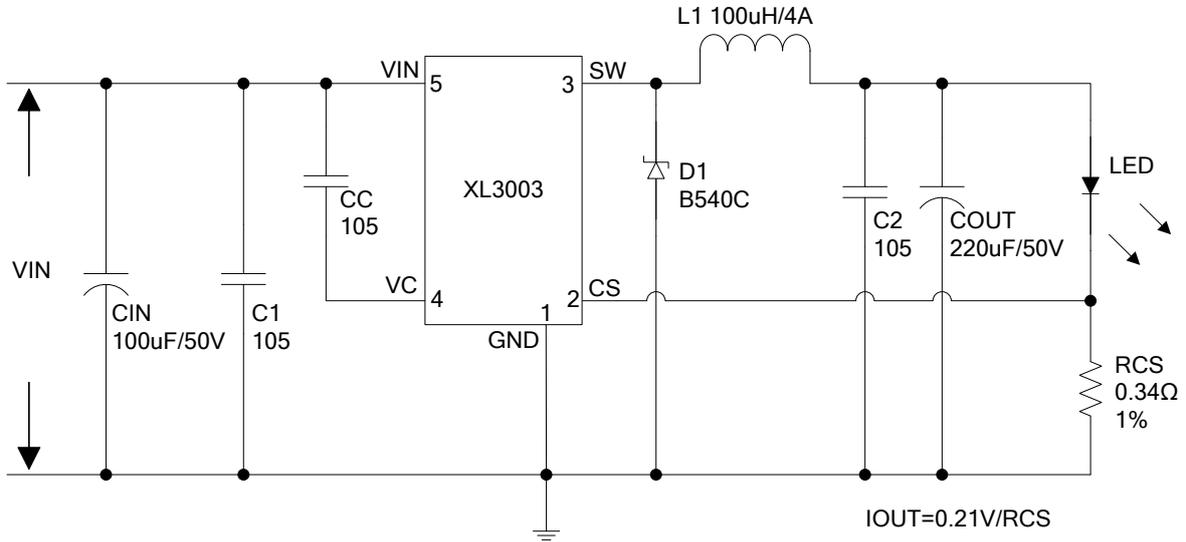 L1 100uH/4A
VIN
5
3
SW
XL3003
D1
B540C
LED
CC
105
C2
105
COUT
220uF/50V
VIN
VC
4
2
CS
1
GND
CIN
100uF/50V
C1
105
RCS
0.34Ω
1%
IOUT=0.21V/RCS